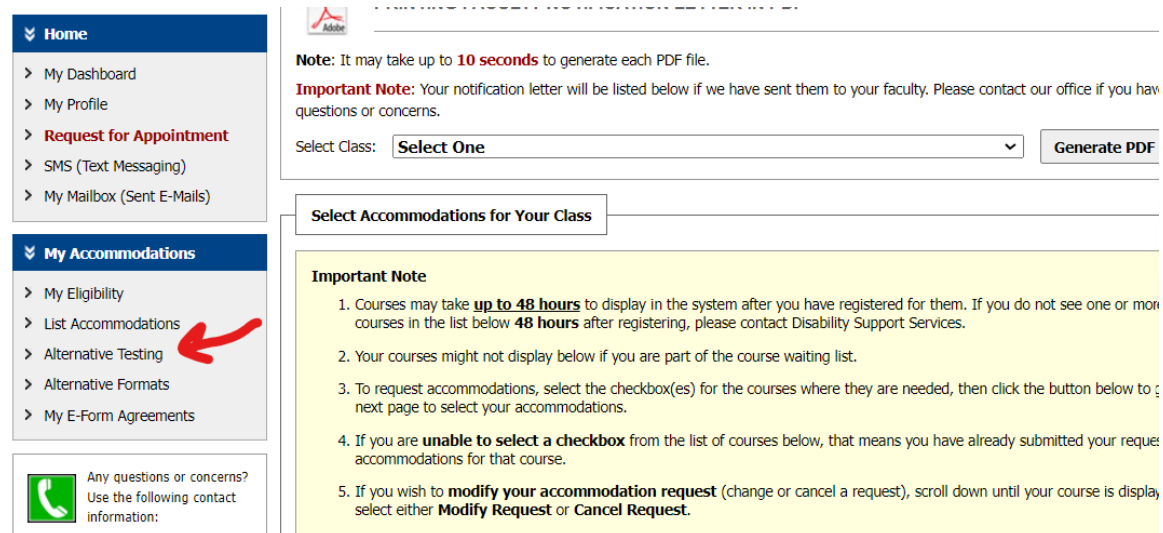 Home
My Dashboard
My Profile
Request for Appointment
SMS (Text Messaging)
My Mailbox (Sent E-Mails)
My Accommodations
My Eligibility
List Accommodations
Alternative Testing
Alternative Formats
My E-Form Agreements
Any questions or concerns?
Use the following contact
information:
Adobe
Note: It may take up to 10 seconds to generate each PDF file.
Important Note: Your notification letter will be listed below if we have sent them to your faculty. Please contact our office if you have
questions or concerns.
Select Class: Select One Generate PDF
Select Accommodations for Your Class
Important Note
1. Courses may take up to 48 hours to display in the system after you have registered for them. If you do not see one or more
courses in the list below 48 hours after registering, please contact Disability Support Services.
2. Your courses might not display below if you are part of the course waiting list.
3. To request accommodations, select the checkbox(es) for the courses where they are needed, then click the button below to
next page to select your accommodations.
4. If you are unable to select a checkbox from the list of courses below, that means you have already submitted your
accommodations for that course.
5. If you wish to modify your accommodation request (change or cancel a request), scroll down until your course is
select either Modify Request or Cancel Request.